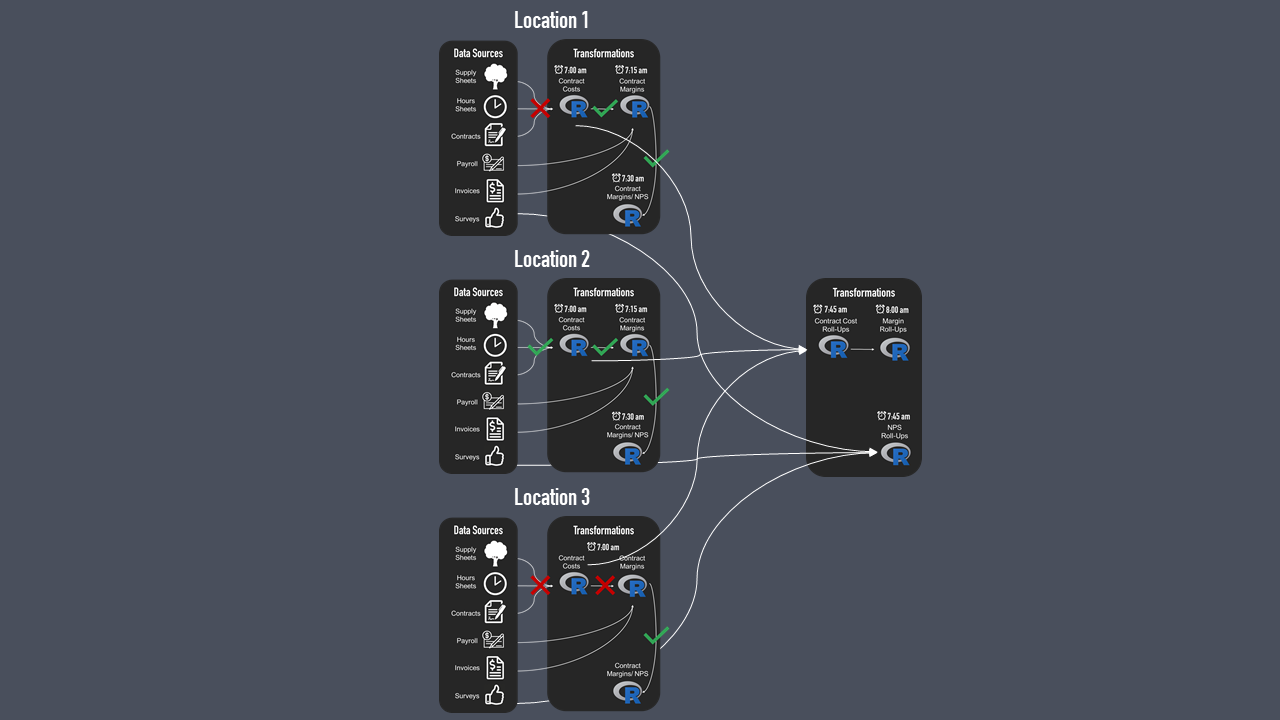 Location 1
Data Sources
Supply
Sheets
Hours
Sheets
Contracts
Payroll
Invoices
Surveys
Transformations
7:00 am
Contract
Costs
R
7:15 am
Contract
Margins
R
7:30 am
Contract
Margins/ NPS
R
Location 2
Data Sources
Supply
Sheets
Hours
Sheets
Contracts
Payroll
Invoices
Surveys
Transformations
7:00 am
Contract
Costs
R
7:15 am
Contract
Margins
R
7:30 am
Contract
Margins/ NPS
R
Location 3
Data Sources
Supply
Sheets
Hours
Sheets
Contracts
Payroll
Invoices
Surveys
Transformations
7:00 am
Contract
Costs
R
Contract
Margins
R
Contract
Margins/ NPS
R
Transformations
7:45 am
Contract Cost
Roll-Ups
R
8:00 am
Margin
Roll-Ups
R
7:45 am
NPS
Roll-Ups
R